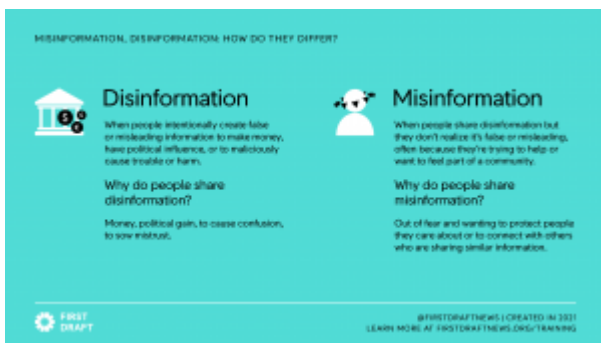 MISINFORMATION, DISINFORMATION: HOW DO THEY DIFFER?
Disinformation
When people intentionally create false
or misleading information to make money,
have political influence, or to maliciously
cause trouble or harm.
Why do people share
disinformation?
Money, political gain, to cause confusion,
to sow mistrust.
Misinformation
When people share disinformation but
they don't realize it's false or misleading,
often because they're trying to help or
want to feel part of a community.
Why do people share
misinformation?
Out of fear and wanting to protect people
they care about or to connect with others
who are sharing similar information.
FIRST
DRAFT
@FIRSTDRAFTNEWS | CREATED IN 2021
LEARN MORE AT FIRSTDRAFTNEWS.ORG/TRAINING